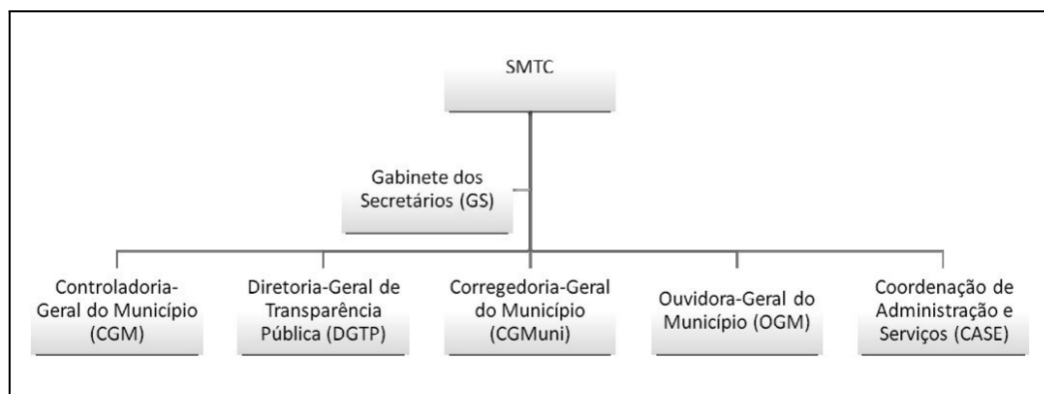 SMTC
Gabinete dos
Secretários (GS)
Controladoria-
Geral do Município
(CGM)
Diretoria-Geral de
Transparência
Pública (DGTP)
Corregedoria-Geral
do Município
(CGMuni)
Ouvidora-Geral do
Município (OGM)
Coordenação de
Administração e
Serviços (CASE)